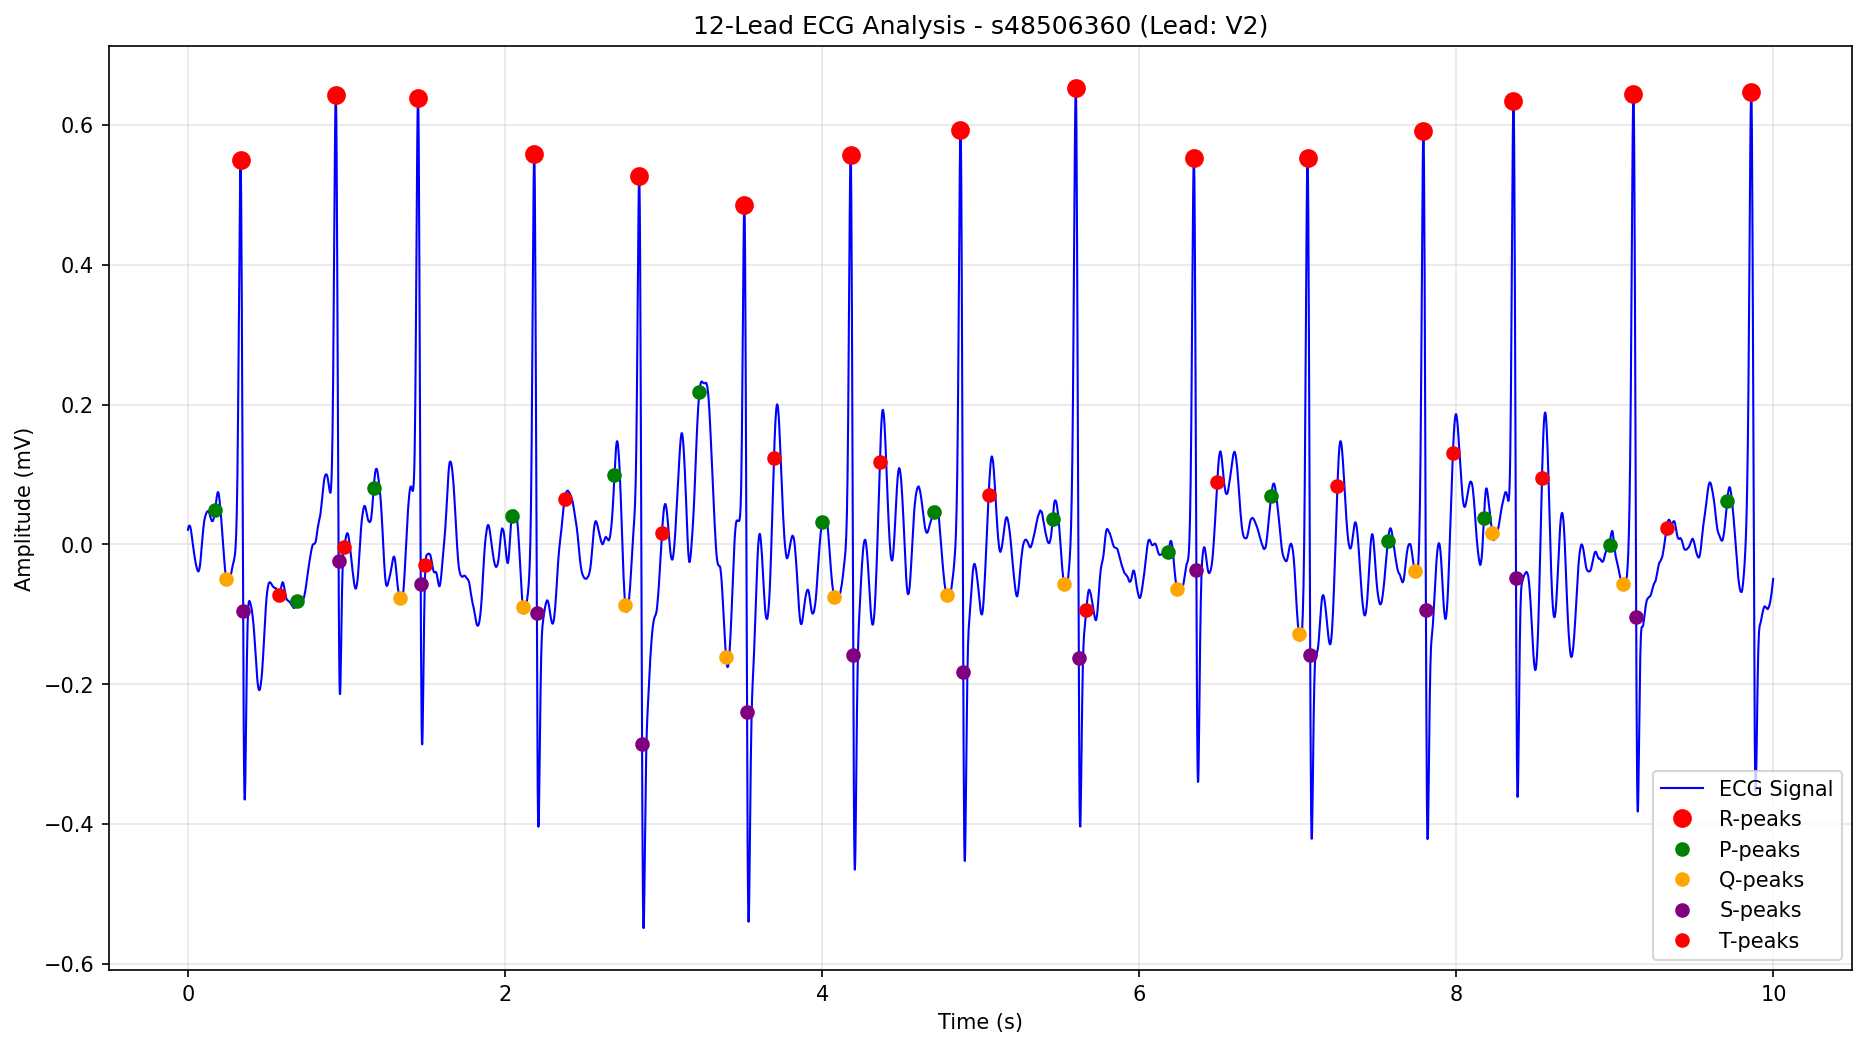 12-Lead ECG Analysis - s48506360 (Lead: V2)
Amplitude (mV)
0.6
0.4
0.2
0.0
−0.2
−0.4
−0.6
0
2
4
6
8
10
Time (s)
ECG Signal
R-peaks
P-peaks
Q-peaks
S-peaks
T-peaks